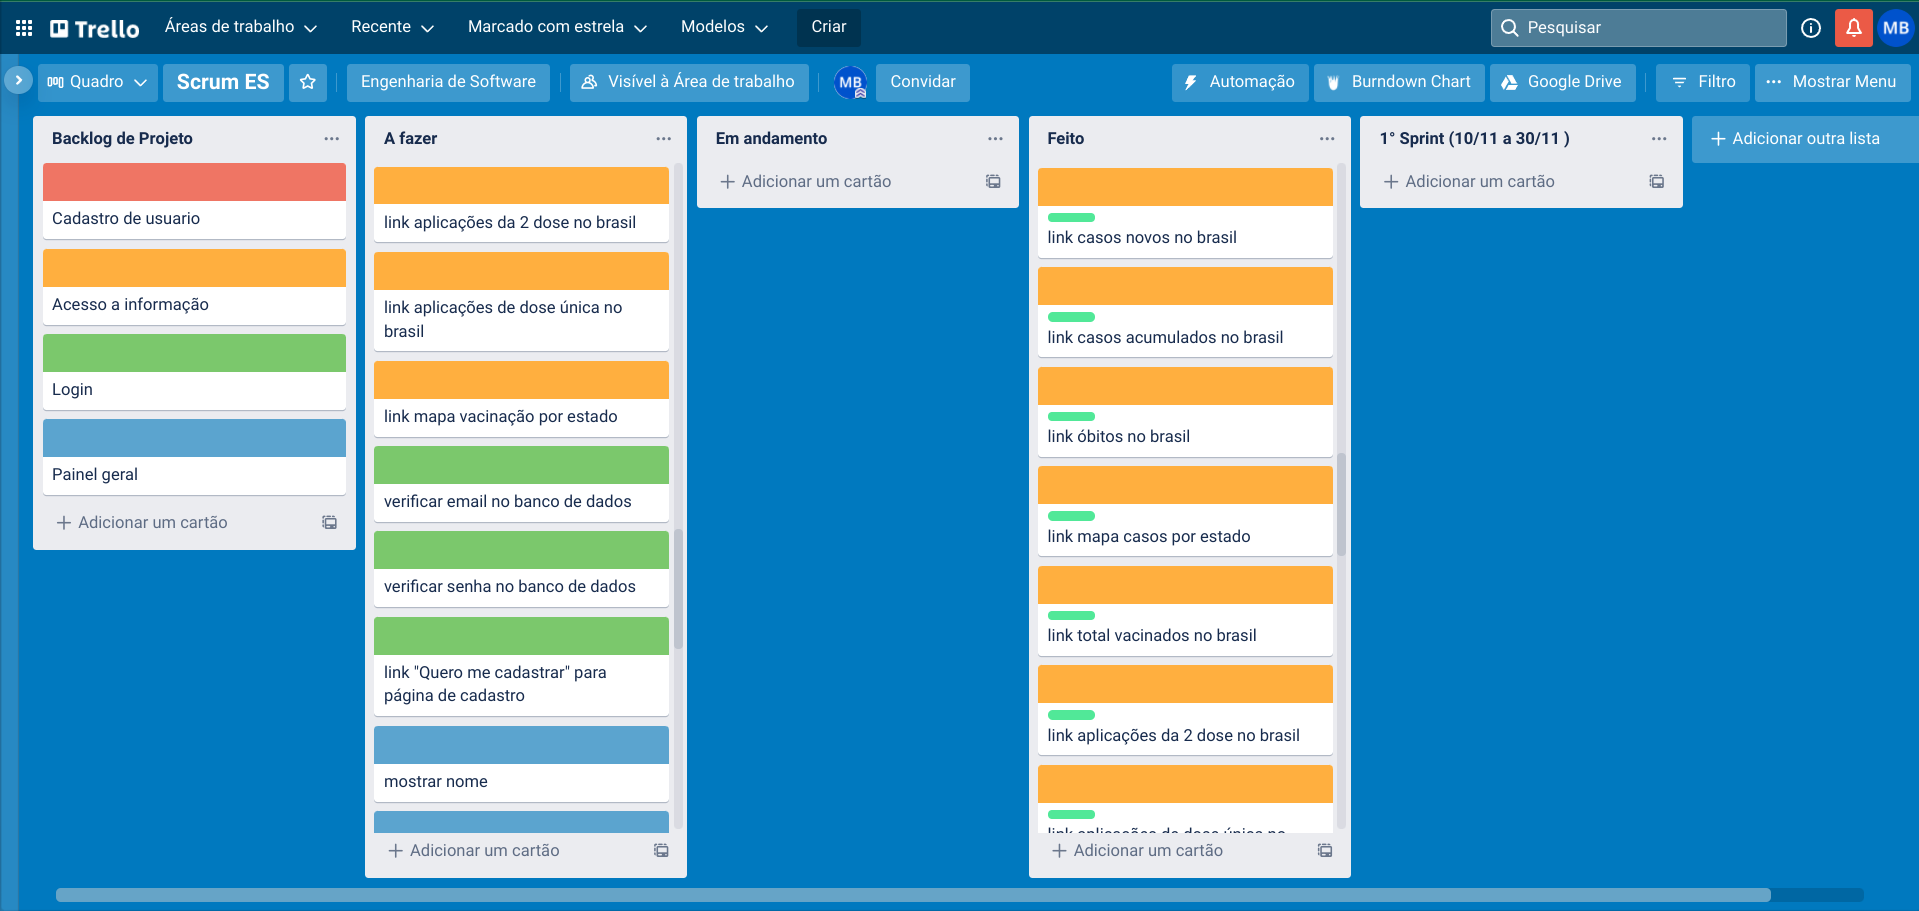 Trello
Áreas de trabalho
Recente
Marcado com estrela
Modelos
Criar
Pesquisar
MB
Quadro
Scrum ES
Engenharia de Software
Visível à Área de trabalho
MB
Convidar
Automação
Burndown Chart
Google Drive
Filtro
Mostrar Menu
Backlog de Projeto
Cadastro de usuario
Acesso a informação
Login
Painel geral
Adicionar um cartão
A fazer
link aplicações da 2 dose no brasil
link aplicações de dose única no
brasil
link mapa vacinação por estado
verificar email no banco de dados
verificar senha no banco de dados
link "Quero me cadastrar" para
página de cadastro
mostrar nome
Adicionar um cartão
Em andamento
Adicionar um cartão
Feito
link casos novos no brasil
link casos acumulados no brasil
link óbitos no brasil
link mapa casos por estado
link total vacinados no brasil
link aplicações da 2 dose no brasil
link aplicações de dose única no
Adicionar um cartão
1° Sprint (10/11 a 30/11 )
Adicionar um cartão
Adicionar outra lista